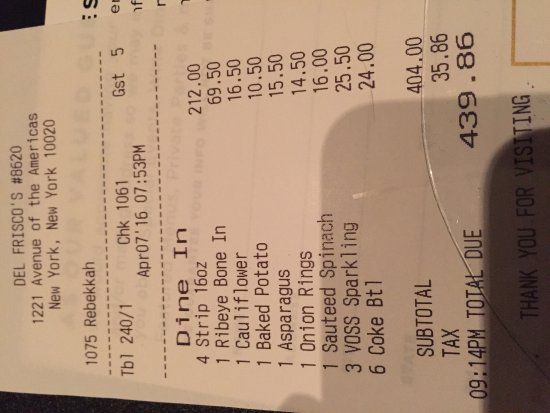 DEL FRISCO'S #8620
1221 Avenue of the Americas
New York, New York 10020
1075 Rebekkah
Tbl 240/1 Chk 1061 Gst 5
Apr07'16 07:53PM
Dine In
4 Strip 16oz 212.00
1 Ribeye Bone In 69.50
1 Cauliflower 16.50
1 Baked Potato 10.50
1 Asparagus 15.50
1 Onion Rings 14.50
1 Sauteed Spinach 16.00
3 VOSS Sparkling 25.50
6 Coke Btl 24.00
SUBTOTAL 404.00
TAX 35.86
09:14PM TOTAL DUE 439.86
THANK YOU FOR VISITING
AS OUR VALUED GUES